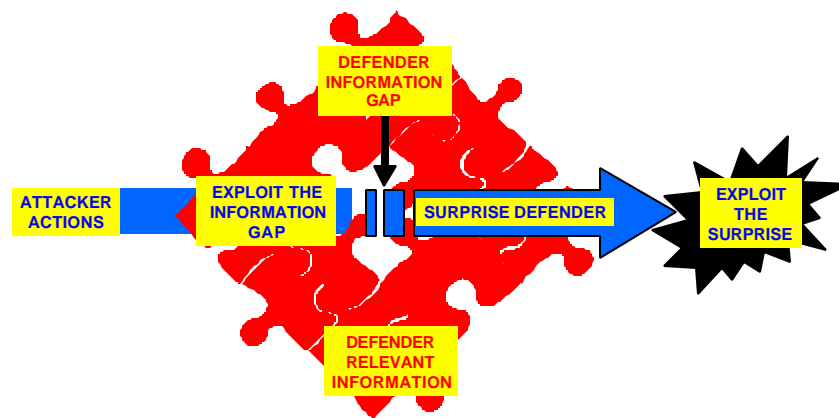 DEFENDER
INFORMATION
GAP
ATTACKER
ACTIONS
EXPLOIT THE
INFORMATION
GAP
SURPRISE DEFENDER
EXPLOIT
THE
SURPRISE
DEFENDER
RELEVANT
INFORMATION